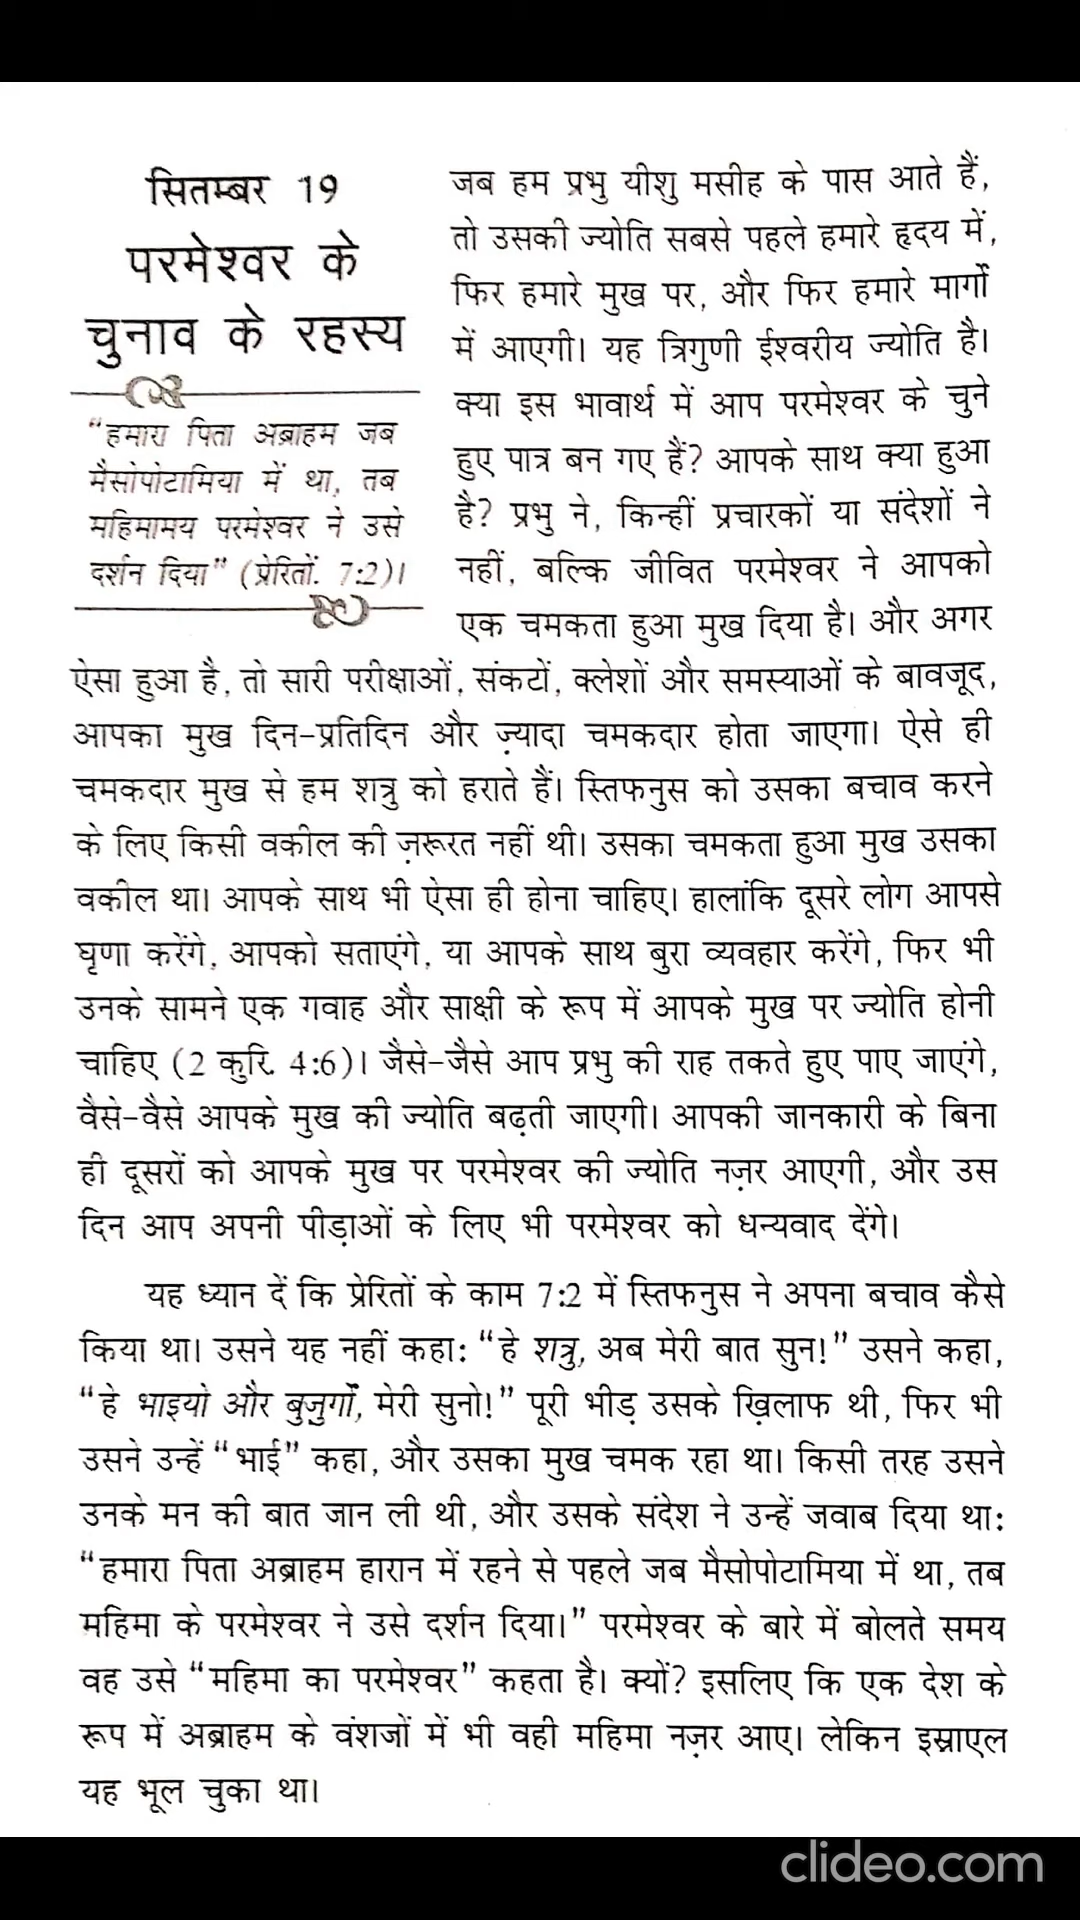 सितम्बर 19
परमेश्वर के
चुनाव के रहस्य
“हमारा पिता अब्राहम जब
मैसोपोटामिया में था, तब
महिमामय परमेश्वर ने उसे
दर्शन दिया” (प्रेरितों. 7:2)।
जब हम प्रभु यीशु मसीह के पास आते हैं,
तो उसकी ज्योति सबसे पहले हमारे हृदय में,
फिर हमारे मुख पर, और फिर हमारे मार्गों
में आएगी। यह त्रिगुणी ईश्वरीय ज्योति है।
क्या इस भावार्थ में आप परमेश्वर के चुने
हुए पात्र बन गए हैं? आपके साथ क्या हुआ
है? प्रभु ने, किन्हीं प्रचारकों या संदेशों ने
नहीं, बल्कि जीवित परमेश्वर ने आपको
एक चमकता हुआ मुख दिया है। और अगर
ऐसा हुआ है, तो सारी परीक्षाओं, संकटों, क्लेशों और समस्याओं के बावजूद,
आपका मुख दिन-प्रतिदिन और ज़्यादा चमकदार होता जाएगा। ऐसे ही
चमकदार मुख से हम शत्रु को हराते हैं। स्तिफनुस को उसका बचाव करने
के लिए किसी वकील की ज़रूरत नहीं थी। उसका चमकता हुआ मुख उसका
वकील था। आपके साथ भी ऐसा ही होना चाहिए। हालांकि दूसरे लोग आपसे
घृणा करेंगे, आपको सताएंगे, या आपके साथ बुरा व्यवहार करेंगे, फिर भी
उनके सामने एक गवाह और साक्षी के रूप में आपके मुख पर ज्योति होनी
चाहिए (2 कुरि. 4:6)। जैसे-जैसे आप प्रभु की राह तकते हुए पाए जाएंगे,
वैसे-वैसे आपके मुख की ज्योति बढ़ती जाएगी। आपकी जानकारी के बिना
ही दूसरों को आपके मुख पर परमेश्वर की ज्योति नज़र आएगी, और उस
दिन आप अपनी पीड़ाओं के लिए भी परमेश्वर को धन्यवाद देंगे।
यह ध्यान दें कि प्रेरितों के काम 7:2 में स्तिफनुस ने अपना बचाव कैसे
किया था। उसने यह नहीं कहा: “हे शत्रु, अब मेरी बात सुन!” उसने कहा,
“हे भाइयो और बुज़ुर्गों, मेरी सुनो!” पूरी भीड़ उसके ख़िलाफ थी, फिर भी
उसने उन्हें “भाई” कहा, और उसका मुख चमक रहा था। किसी तरह उसने
उनके मन की बात जान ली थी, और उसके संदेश ने उन्हें जवाब दिया था:
“हमारा पिता अब्राहम हारान में रहने से पहले जब मैसोपोटामिया में था, तब
महिमा के परमेश्वर ने उसे दर्शन दिया।” परमेश्वर के बारे में बोलते समय
वह उसे “महिमा का परमेश्वर” कहता है। क्यों? इसलिए कि एक देश के
रूप में अब्राहम के वंशजों में भी वही महिमा नज़र आए। लेकिन इस्राएल
यह भूल चुका था।
clideo.com